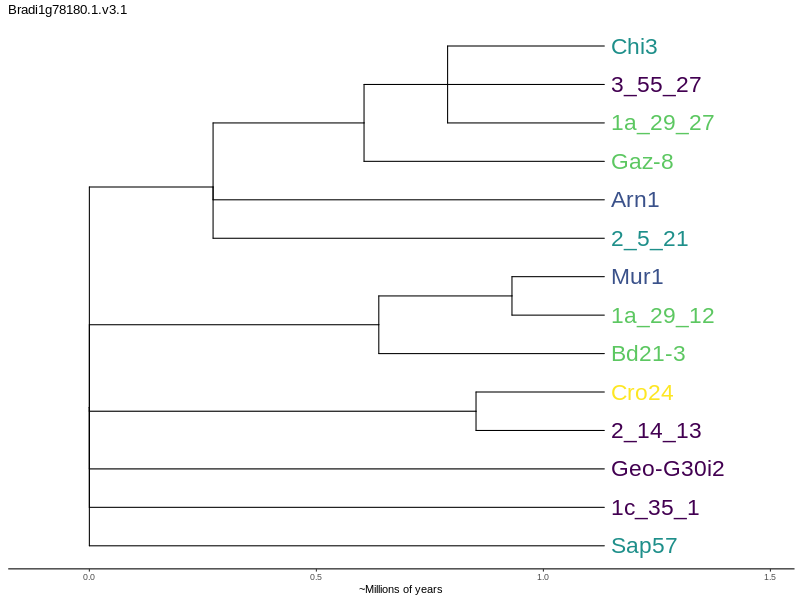 Bradi1g78180.1.v3.1
Chi3
3_55_27
1a_29_27
Gaz-8
Arn1
2_5_21
Mur1
1a_29_12
Bd21-3
Cro24
2_14_13
Geo-G30i2
1c_35_1
Sap57
0.0 0.5 1.0 1.5
~Millions of years